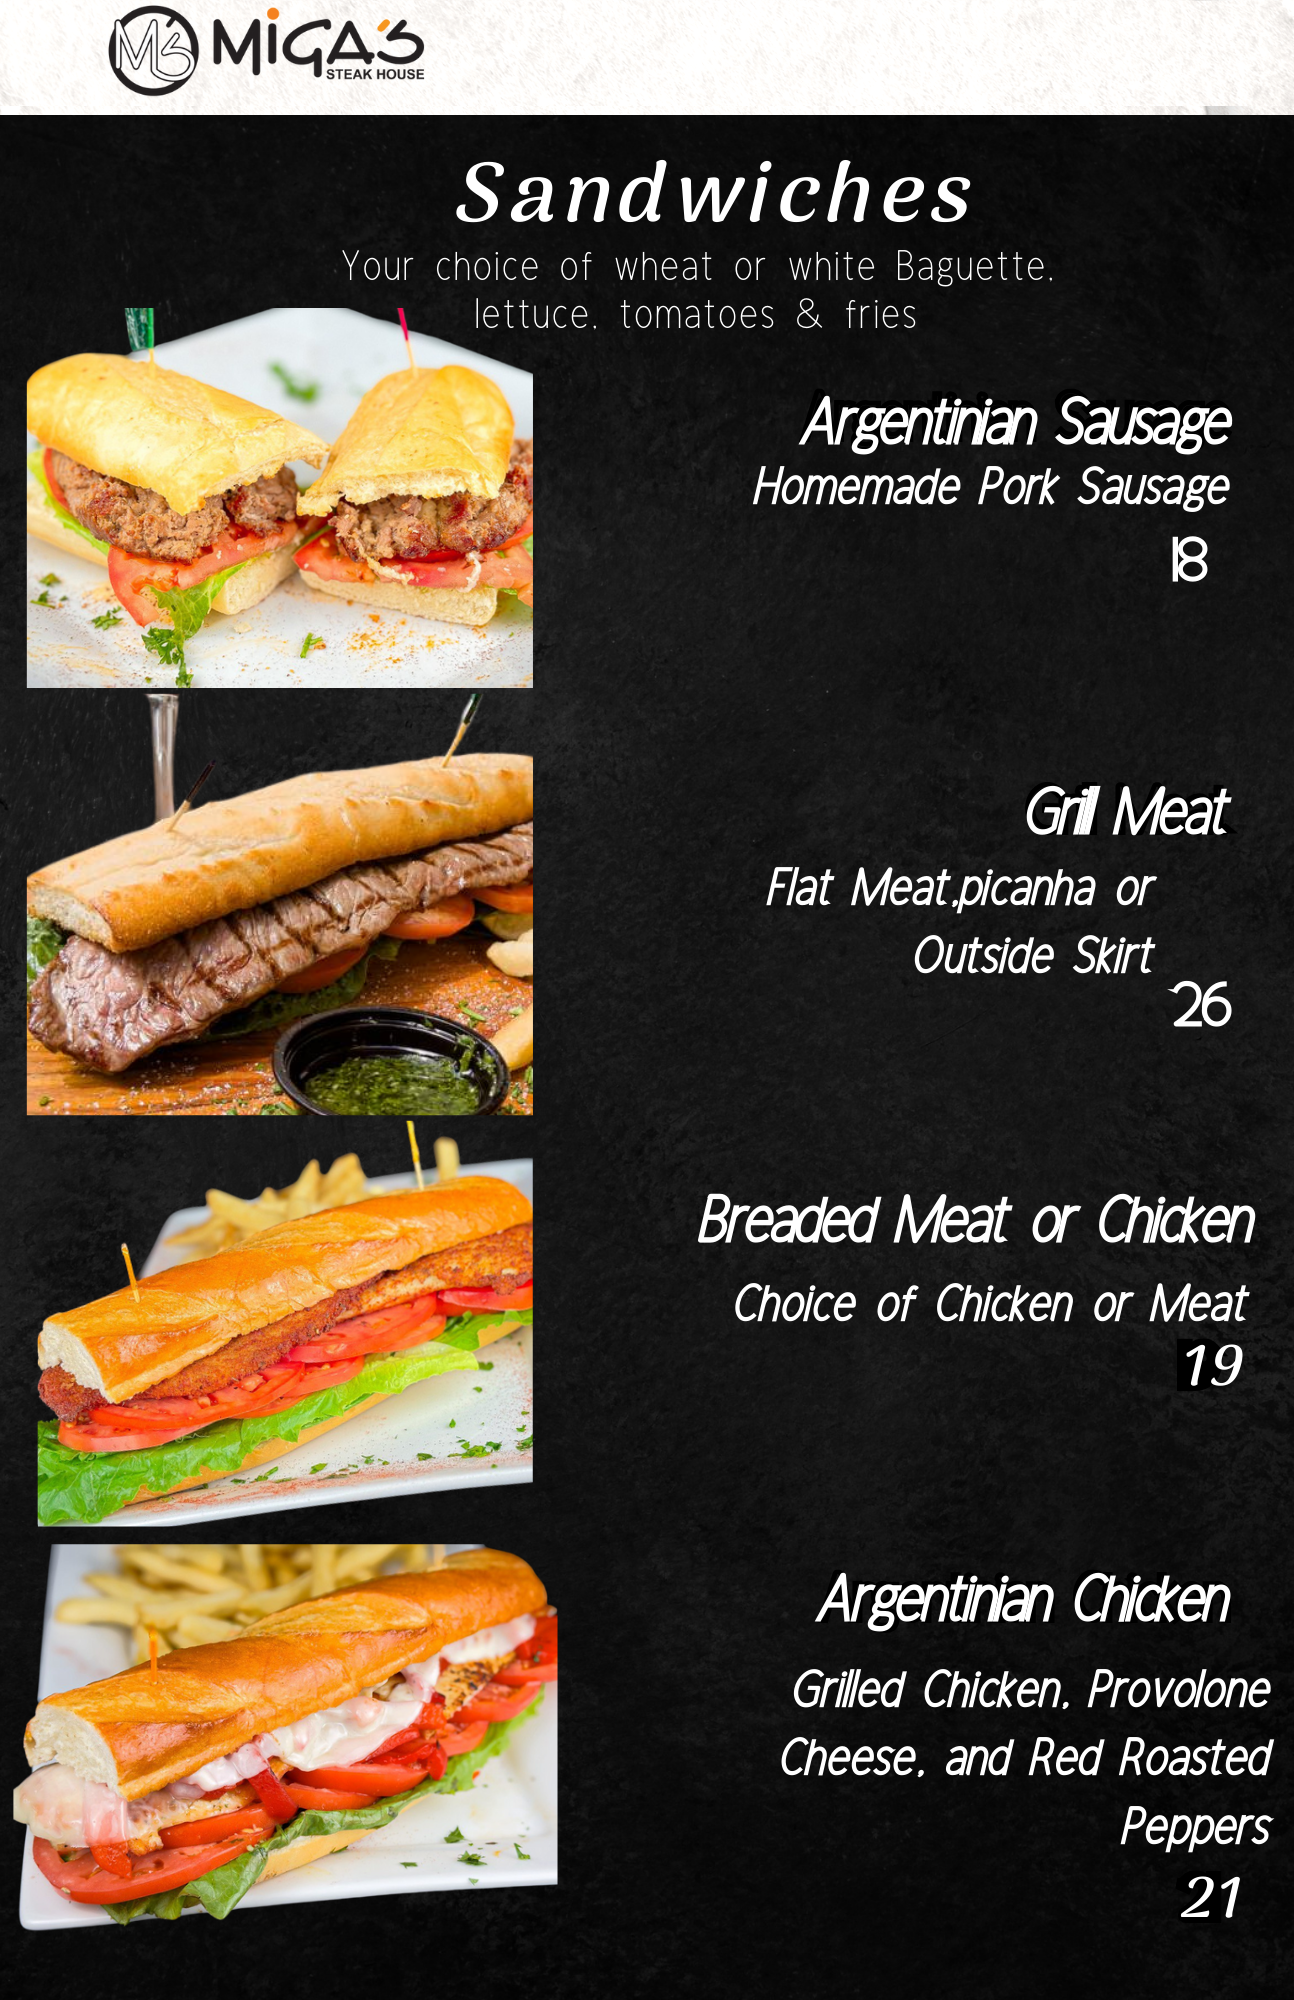 MS MiGA'S
STEAK HOUSE
Sandwiches
Your choice of wheat or white Baguette,
lettuce, tomatoes & fries
Argentinian Sausage
Homemade Pork Sausage
18
Grill Meat
Flat Meat,picanha or
Outside Skirt
26
Breaded Meat or Chicken
Choice of Chicken or Meat
19
Argentinian Chicken
Grilled Chicken, Provolone
Cheese, and Red Roasted
Peppers
21